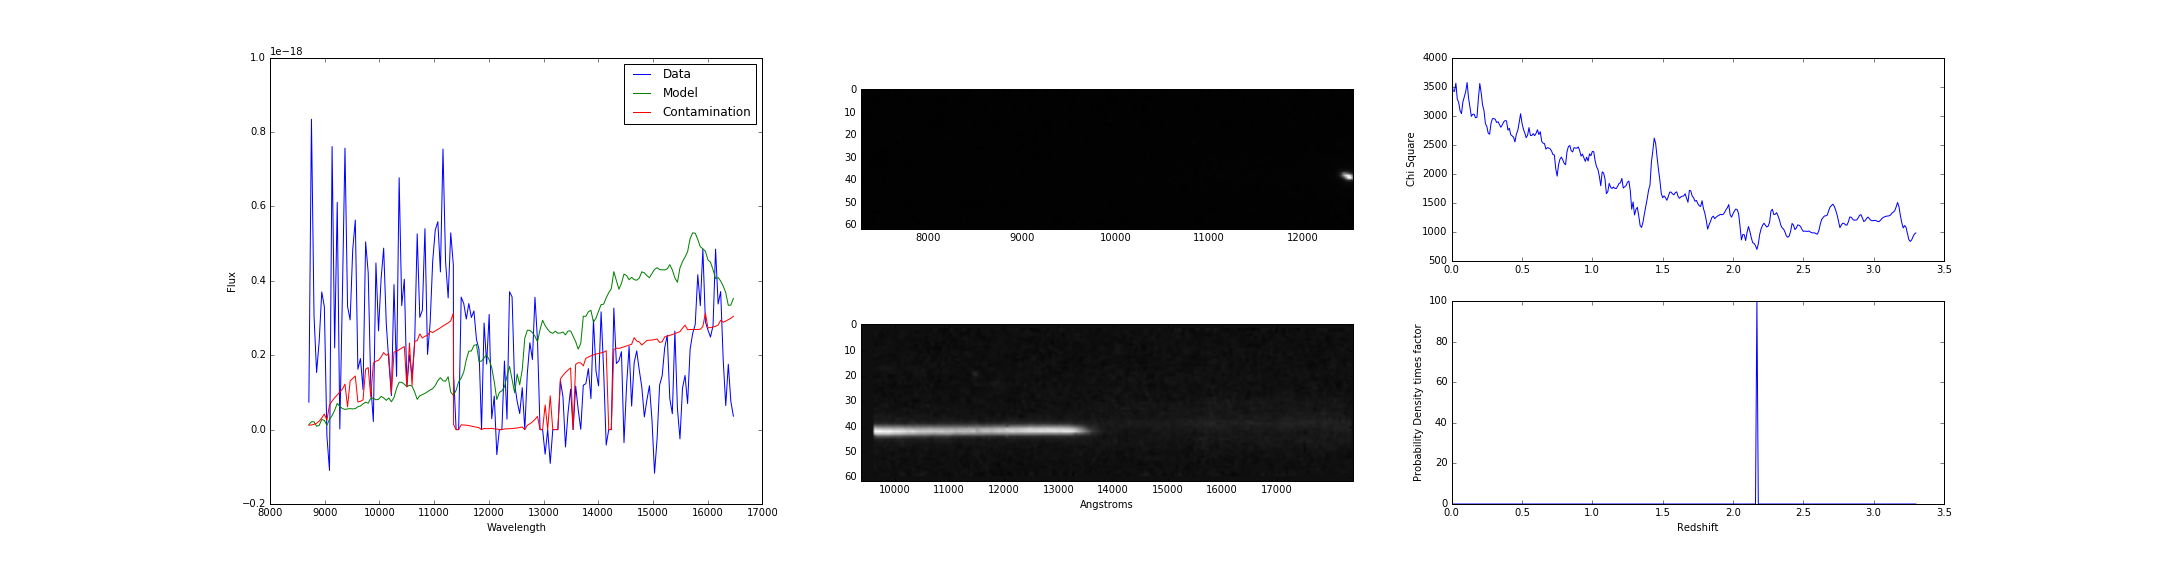 1e−18
1.0
0.8
0.6
0.4
0.2
0.0
−0.2
Flux
8000 9000 10000 11000 12000 13000 14000 15000 16000 17000
Wavelength
Data
Model
Contamination
0
10
20
30
40
50
60
8000 9000 10000 11000 12000
0
10
20
30
40
50
60
10000 11000 12000 13000 14000 15000 16000 17000
Angstroms
4000
3500
3000
2500
2000
1500
1000
500
Chi Square
0.0 0.5 1.0 1.5 2.0 2.5 3.0 3.5
100
80
60
40
20
0
Probability Density times factor
0.0 0.5 1.0 1.5 2.0 2.5 3.0 3.5
Redshift